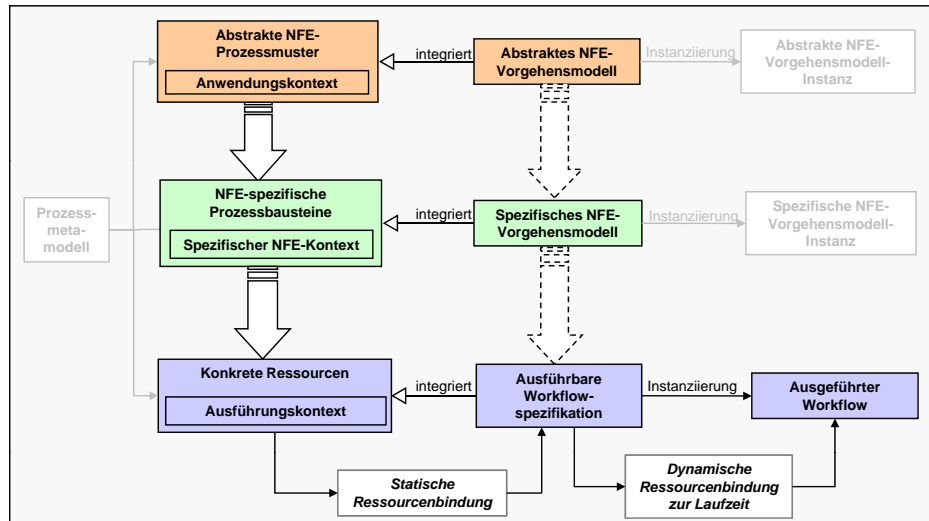 Abstrakte NFE-
Prozessmuster
Anwendungskontext
integriert
Abstraktes NFE-
Vorgehensmodell
Instanziierung
Abstrakte NFE-
Vorgehensmodell-
Instanz
Prozess-
meta-
modell
NFE-spezifische
Prozessbausteine
Spezifischer NFE-Kontext
integriert
Spezifisches NFE-
Vorgehensmodell
Instanziierung
Spezifische NFE-
Vorgehensmodell-
Instanz
Konkrete Ressourcen
Ausführungskontext
integriert
Ausführbare
Workflow-
spezifikation
Instanziierung
Ausgeführter
Workflow
Statische
Ressourcenbindung
Dynamische
Ressourcenbindung
zur Laufzeit